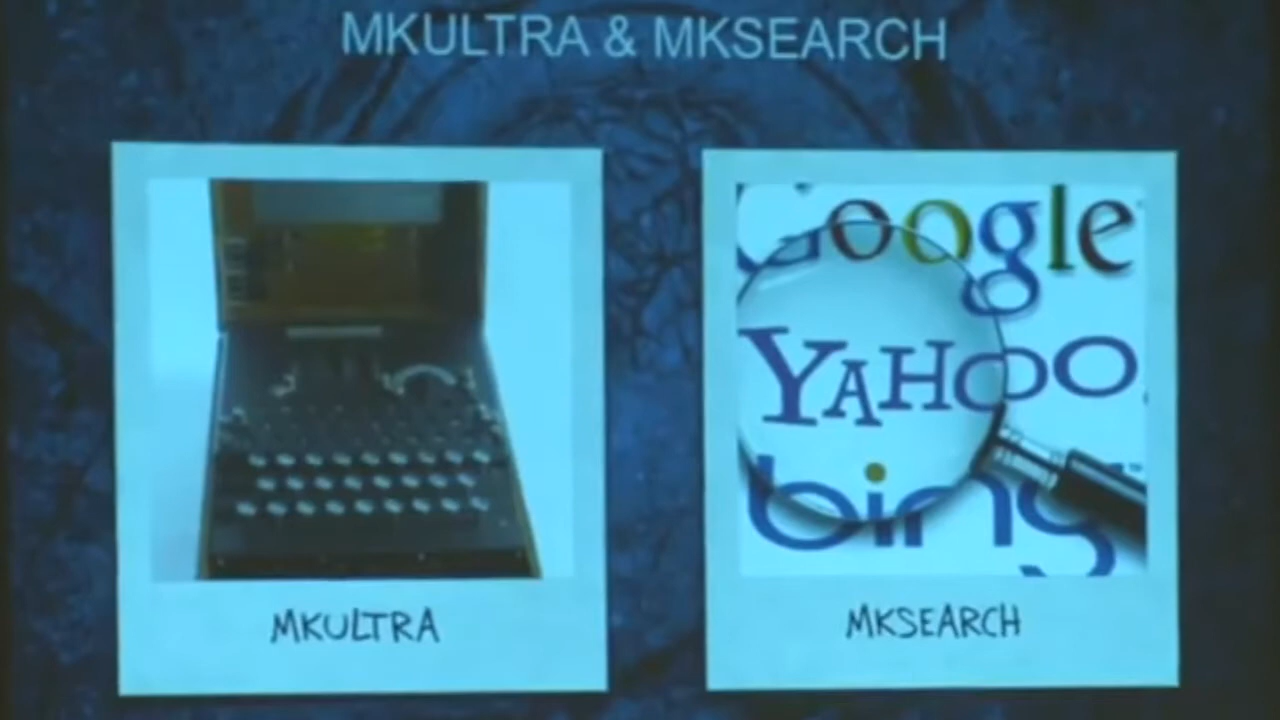 MKULTRA & MKSEARCH
Google
YAHOO
bing
MKULTRA
MKSEARCH